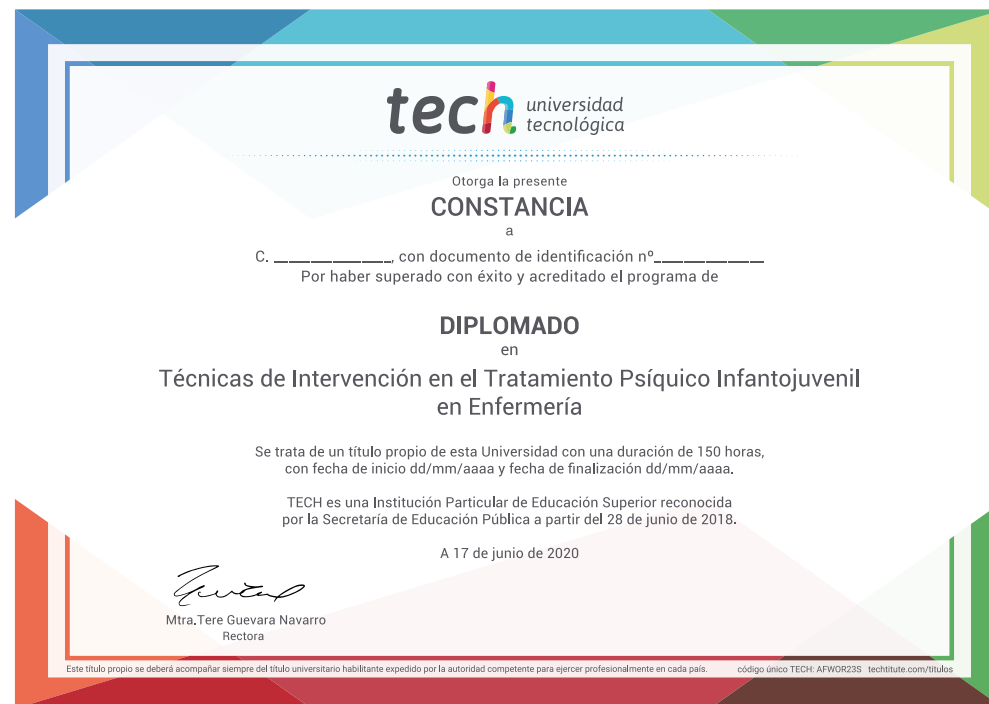 tech universidad
tecnológica
Otorga la presente
CONSTANCIA
a
C. ________________, con documento de identificación nº_______________
Por haber superado con éxito y acreditado el programa de
DIPLOMADO
en
Técnicas de Intervención en el Tratamiento Psíquico Infantojuvenil
en Enfermería
Se trata de un título propio de esta Universidad con una duración de 150 horas,
con fecha de inicio dd/mm/aaaa y fecha de finalización dd/mm/aaaa.
TECH es una Institución Particular de Educación Superior reconocida
por la Secretaría de Educación Pública a partir del 28 de junio de 2018.
A 17 de junio de 2020
Mtra.Tere Guevara Navarro
Rectora
Este título propio se deberá acompañar siempre del título universitario habilitante expedido por la autoridad competente para ejercer profesionalmente en cada país. código único TECH: AFWOR23S techtitute.com/titulos